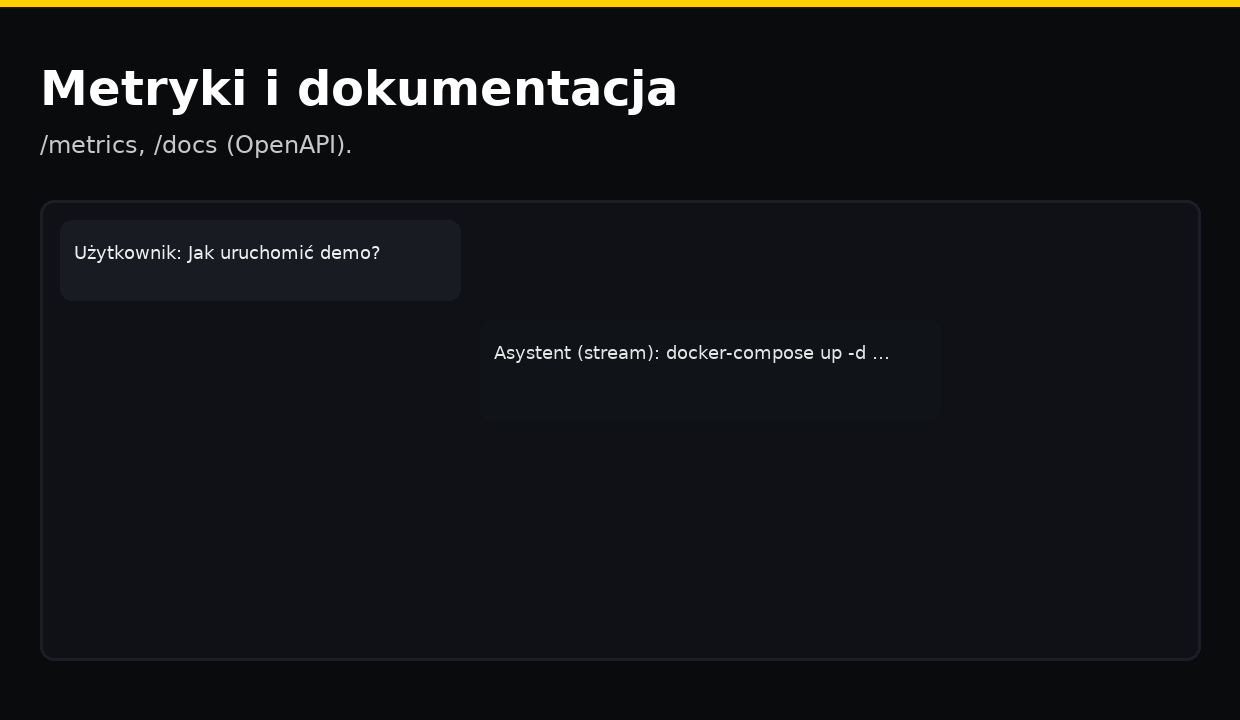 Metryki i dokumentacja
/metrics, /docs (OpenAPI).
Użytkownik: Jak uruchomić demo?
Asystent (stream): docker-compose up -d …